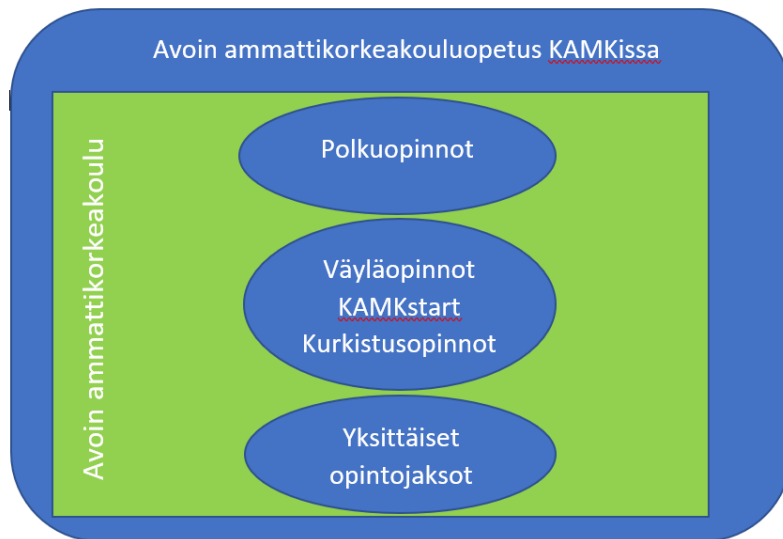 Avoin ammattikorkeakouluopetus KAMKissa
Avoin ammattikorkeakoulu
Polkuopinnot
Väyläopinnot
KAMKstart
Kurkistusopinnot
Yksittäiset
opintojaksot